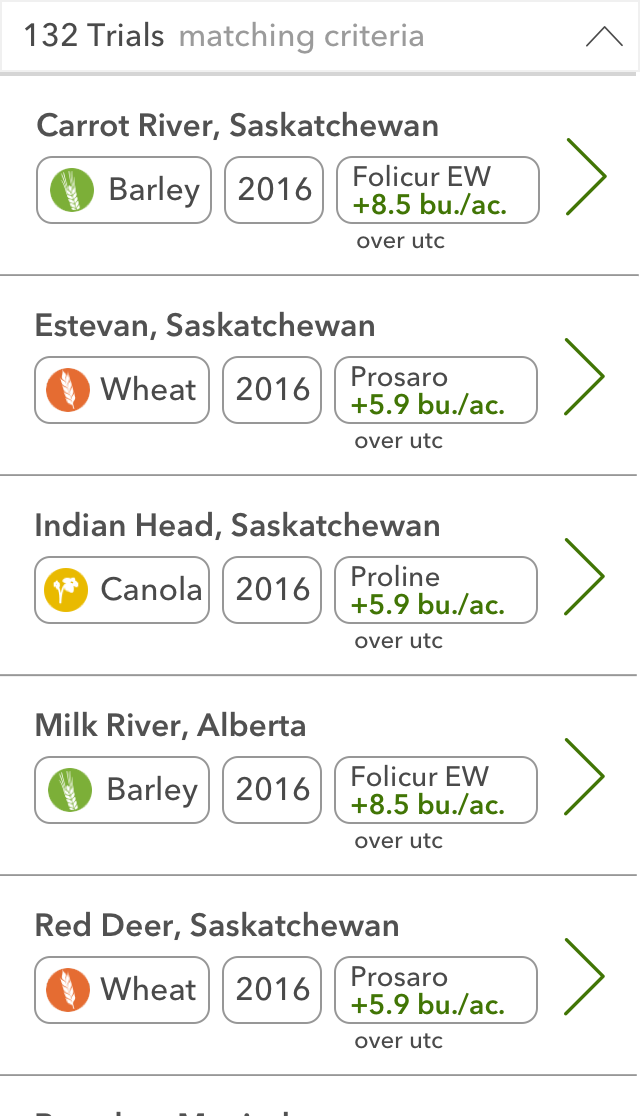 132 Trials matching criteria
Carrot River, Saskatchewan
Barley 2016 Folicur EW
+8.5 bu./ac.
over utc
Estevan, Saskatchewan
Wheat 2016 Prosaro
+5.9 bu./ac.
over utc
Indian Head, Saskatchewan
Canola 2016 Proline
+5.9 bu./ac.
over utc
Milk River, Alberta
Barley 2016 Folicur EW
+8.5 bu./ac.
over utc
Red Deer, Saskatchewan
Wheat 2016 Prosaro
+5.9 bu./ac.
over utc